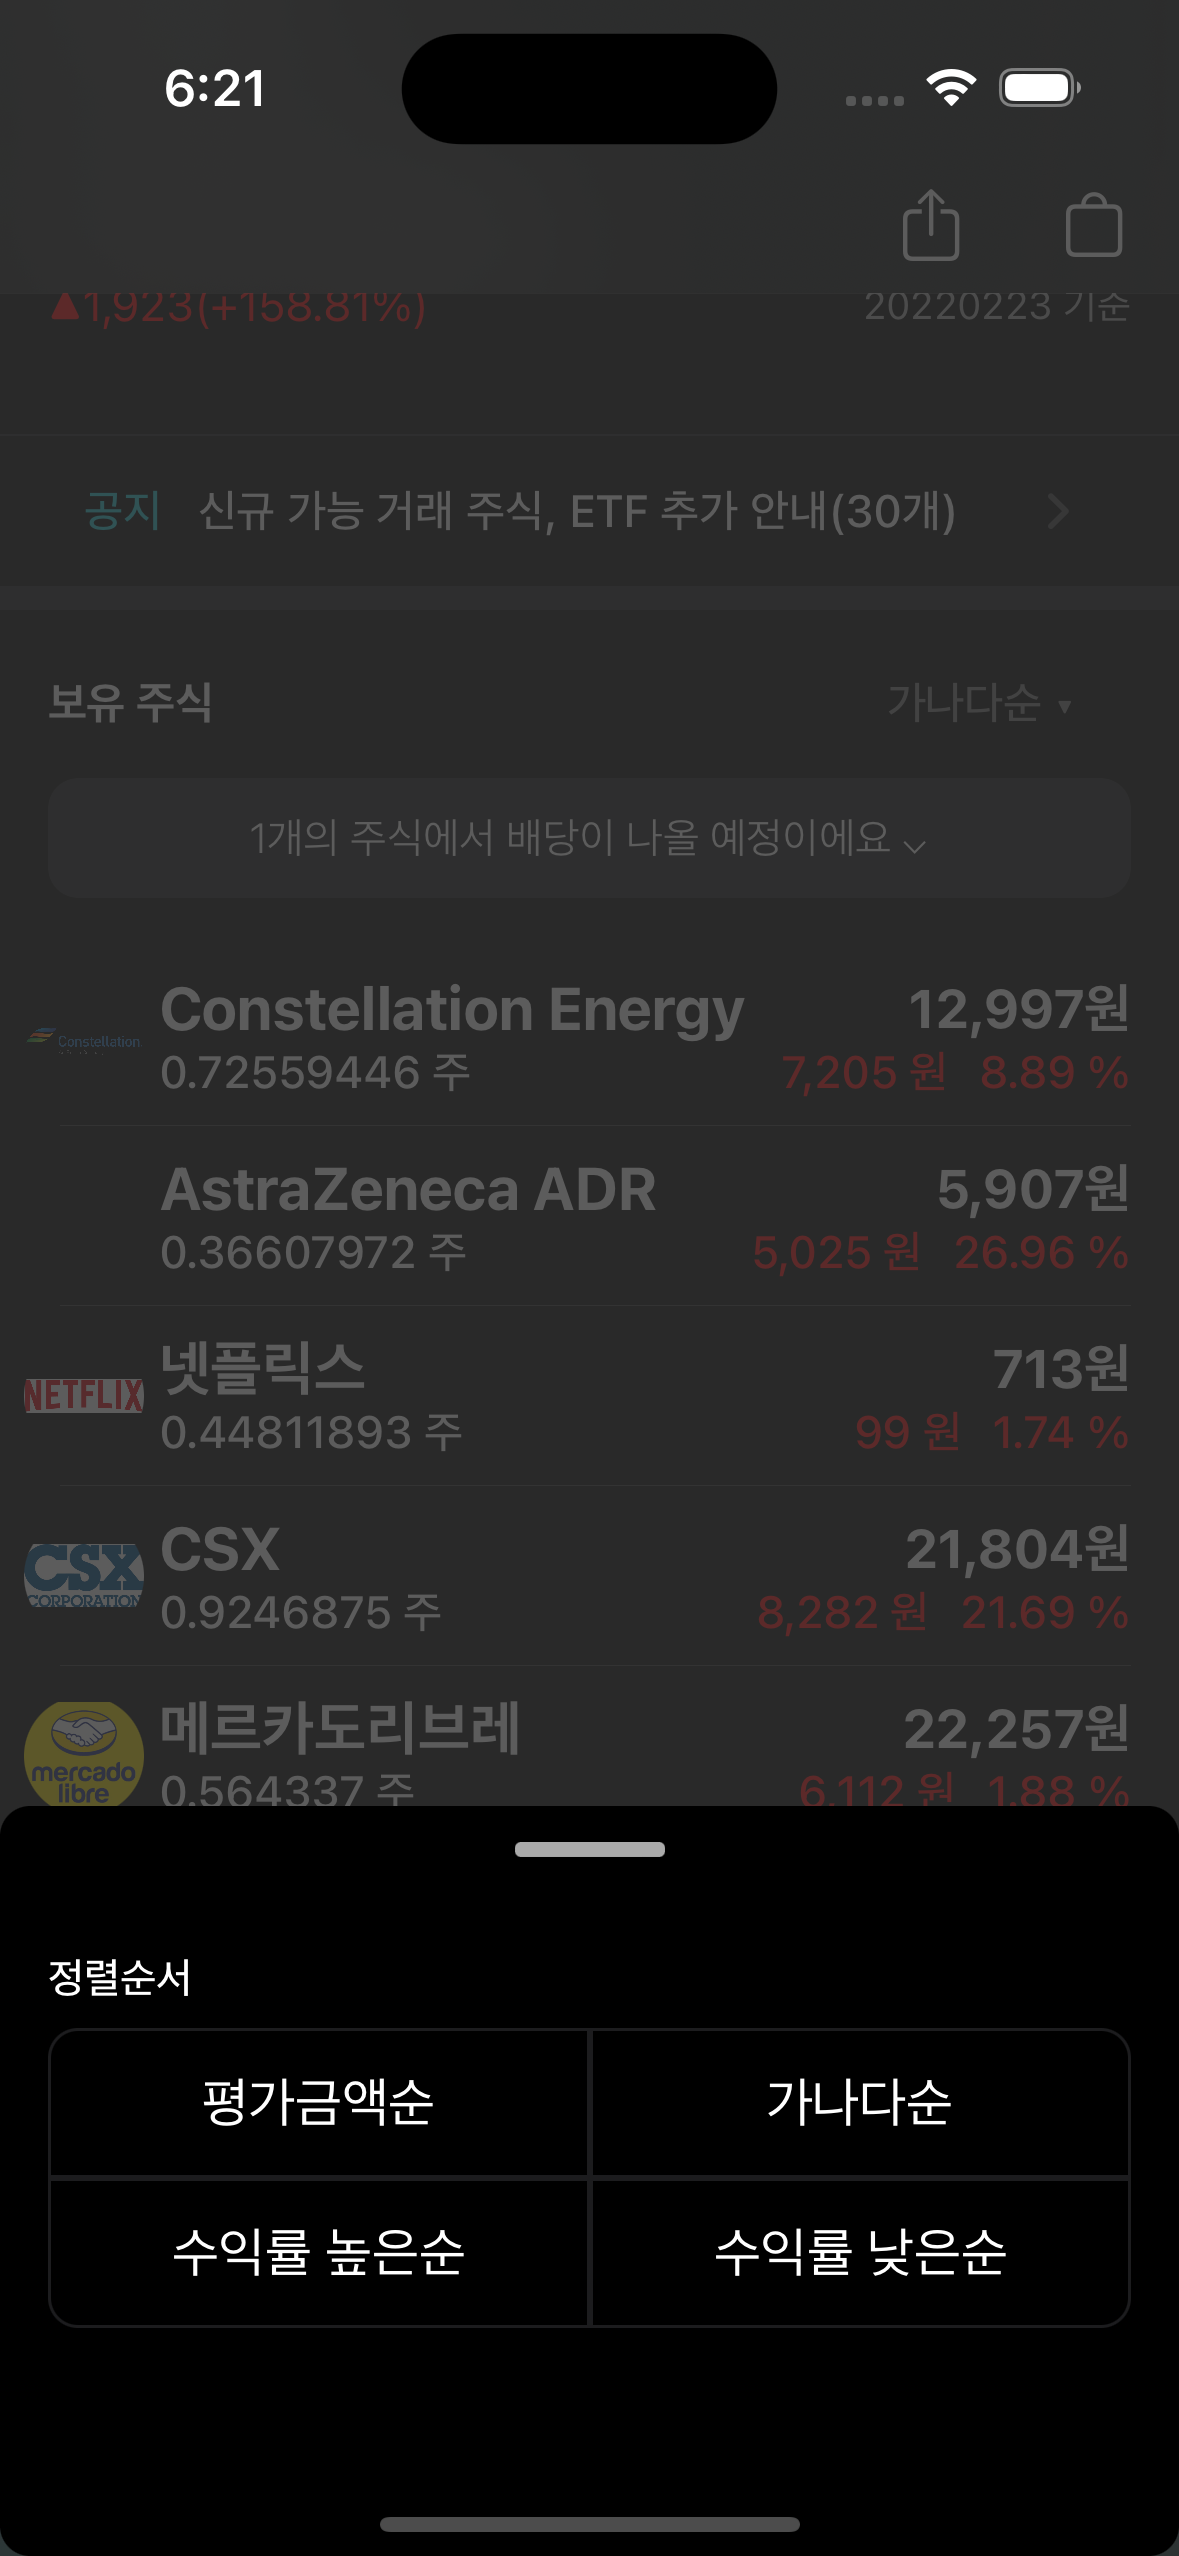 6:21
▲1,923(+158.81%)
20220223 기준
공지 신규 가능 거래 주식, ETF 추가 안내(30개)
보유 주식
가나다순 ▾
1개의 주식에서 배당이 나올 예정이에요
Constellation
Constellation Energy
12,997원
0.72559446 주
7,205 원 8.89 %
AstraZeneca ADR
5,907원
0.36607972 주
5,025 원 26.96 %
NETFLIX
넷플릭스
713원
0.44811893 주
99 원 1.74 %
CSX
CORPORATION
CSX
21,804원
0.9246875 주
8,282 원 21.69 %
mercado
libre
메르카도리브레
22,257원
0.564337 주
6,112 원 1.88 %
정렬순서
평가금액순
가나다순
수익률 높은순
수익률 낮은순